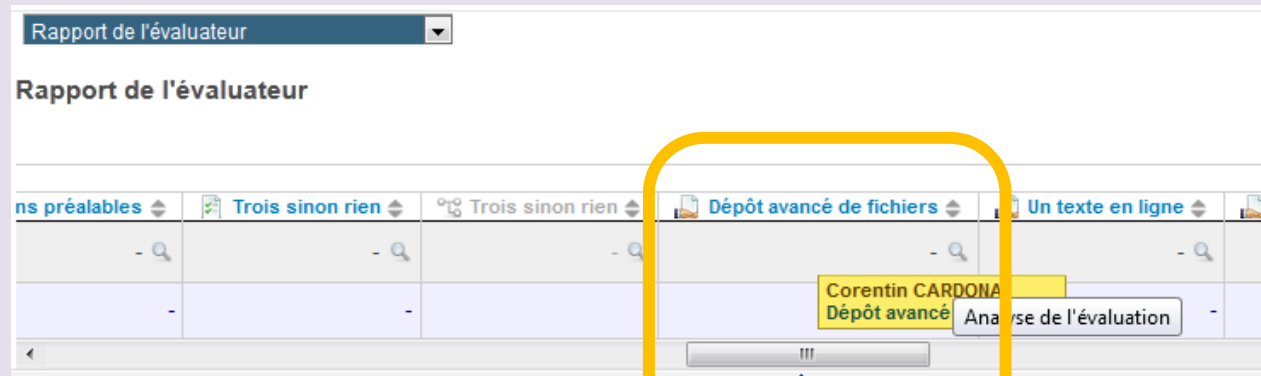 Rapport de l'évaluateur
Rapport de l'évaluateur
ns préalables Trois sinon rien Trois sinon rien Dépôt avancé de fichiers Un texte en ligne
- - - - -
Corentin CARDONA
- - Dépôt avancé Analyse de l'évaluation -